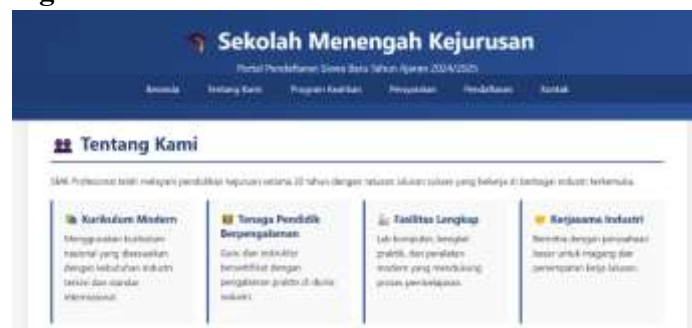 Sekolah Menengah Kejurusan
Portal Pendaftaran Siswa Baru Tahun Ajaran 2024/2025
Beranda Tentang Kami Program Keahlian Persyaratan Pendaftaran Kontak
Tentang Kami
SMK Profesional telah melayani pendidikan kejuruan selama 20 tahun dengan ratusan lulusan sukses yang bekerja di berbagai industri terkemuka.
Kurikulum Modern
Menggunakan kurikulum
nasional yang disesuaikan
dengan kebutuhan industri
terkini dan standar
internasional.
Tenaga Pendidik
Berpengalaman
Guru dan instruktur
bersertifikat dengan
pengalaman praktis di dunia
industri.
Fasilitas Lengkap
Lab komputer, bengkel
praktik, dan peralatan
modern yang mendukung
proses pembelajaran.
Kerjasama Industri
Bermitra dengan perusahaan
besar untuk magang dan
penempatan kerja lulusan.